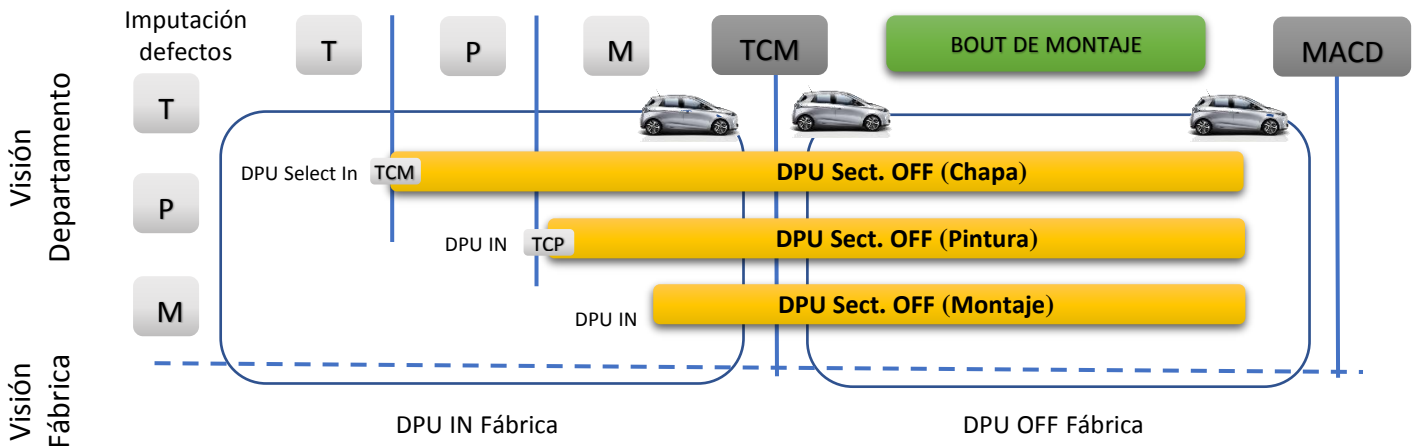 Imputación
defectos
T
P
M
TCM
BOUT DE MONTAJE
MACD
Visión
Departamento
T
P
M
DPU Select In
TCM
DPU Sect. OFF (Chapa)
DPU IN
TCP
DPU Sect. OFF (Pintura)
DPU IN
DPU Sect. OFF (Montaje)
Visión
Fábrica
DPU IN Fábrica
DPU OFF Fábrica